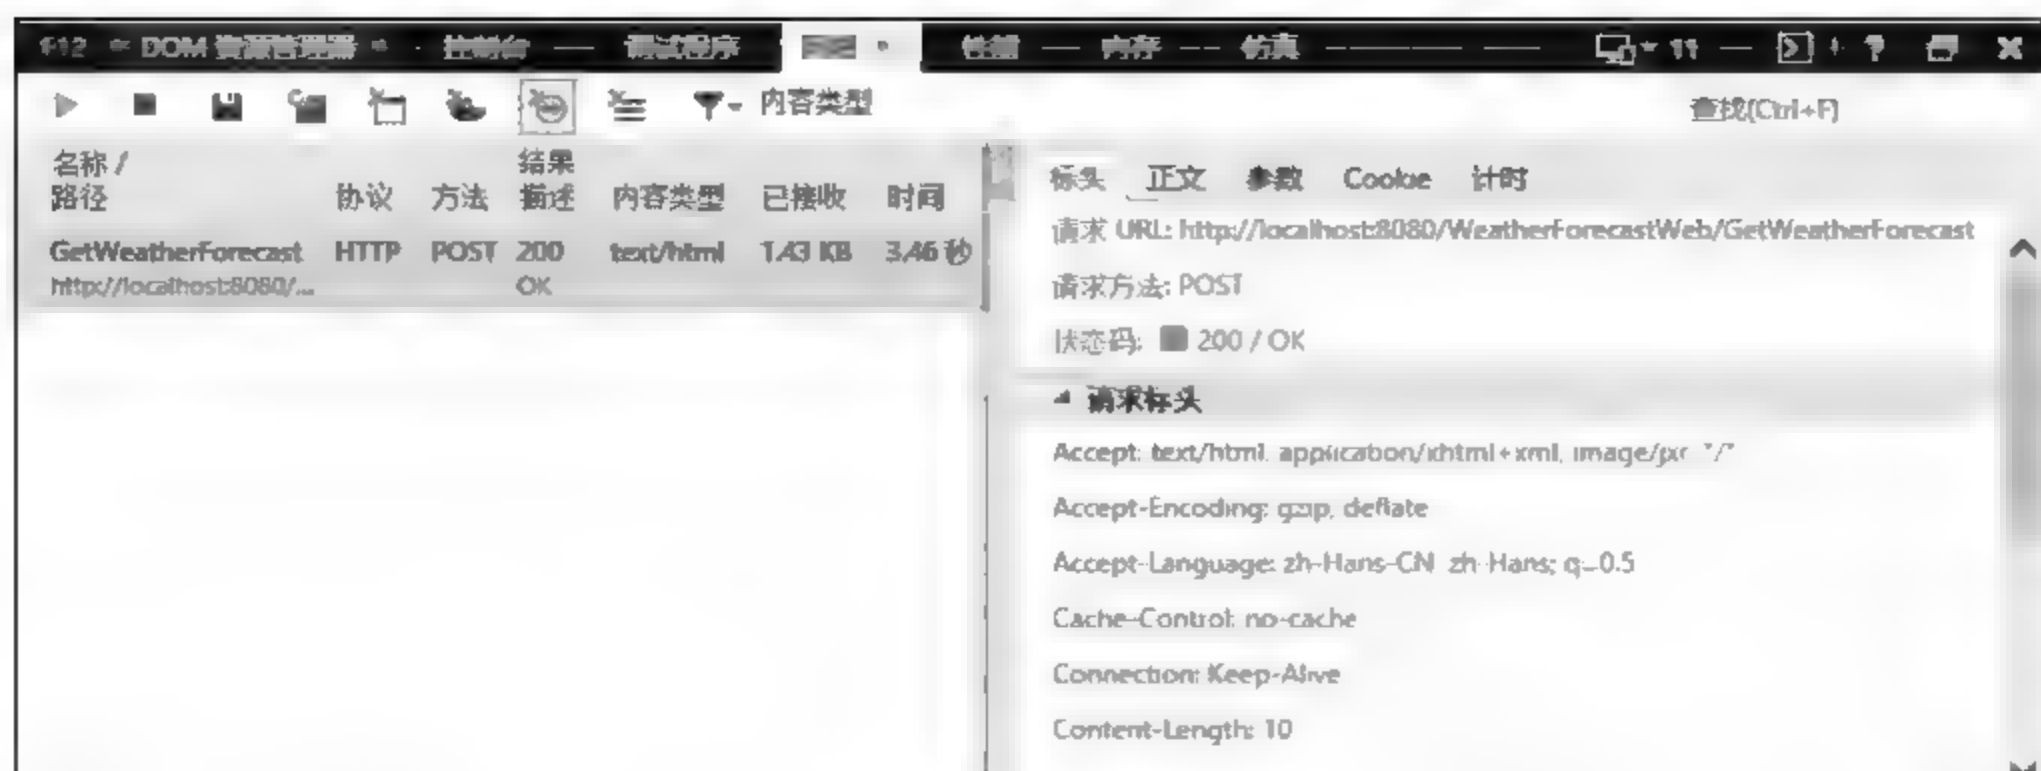 F12 DOM 资源管理器 控制台 调试程序 性能 内存 仿真 11 ?
内容类型 查找(Ctrl+F)
名称 / 结果
路径 协议 方法 描述 内容类型 已接收 时间
GetWeatherForecast HTTP POST 200 text/html 1.43 KB 3.46 秒
http://localhost:8080/... OK
标头 正文 参数 Cookie 计时
请求 URL: http://localhost:8080/WeatherForecastWeb/GetWeatherForecast
请求方法: POST
状态码: 200 / OK
请求标头
Accept: text/html, application/xhtml+xml, image/jxr, */*
Accept-Encoding: gzip, deflate
Accept-Language: zh-Hans-CN, zh-Hans; q=0.5
Cache-Control: no-cache
Connection: Keep-Alive
Content-Length: 10